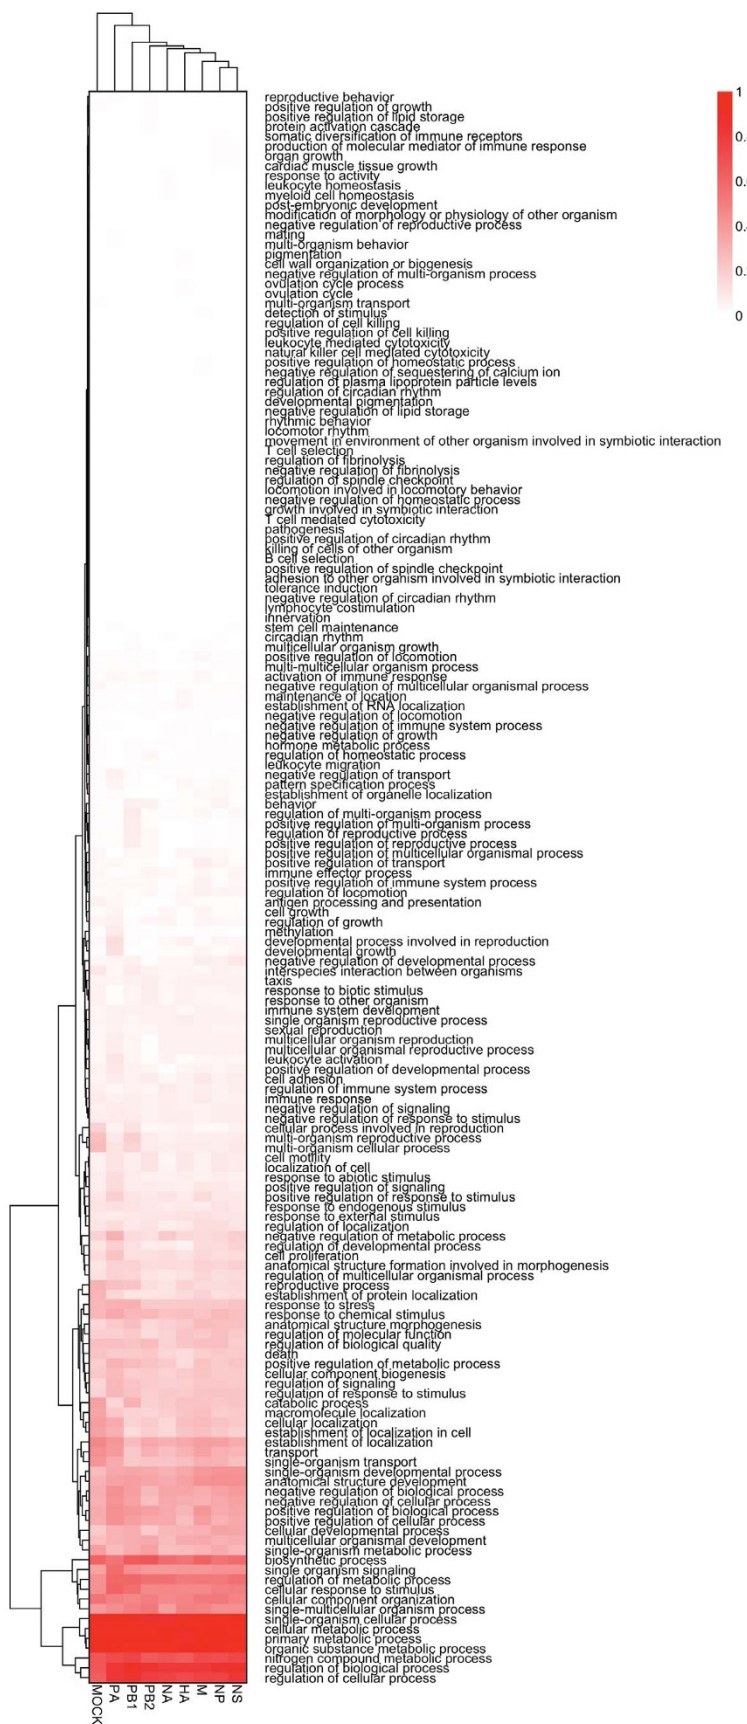 reproductive behavior
positive regulation of growth
positive regulation of lipid storage
protein activation cascade
somatic diversification of immune receptors
production of molecular mediator of immune response
organ growth
cardiac muscle tissue growth
response to activity
leukocyte homeostasis
myeloid cell homeostasis
post-embryonic development
modification of morphology or physiology of other organism
negative regulation of reproductive process
mating
multi-organism behavior
pigmentation
cell wall organization or biogenesis
negative regulation of multi-organism process
ovulation cycle process
ovulation cycle
multi-organism transport
detection of stimulus
regulation of cell killing
positive regulation of cell killing
leukocyte mediated cytotoxicity
natural killer cell mediated cytotoxicity
positive regulation of homeostatic process
negative regulation of sequestering of calcium ion
regulation of plasma lipoprotein particle levels
regulation of circadian rhythm
developmental pigmentation
negative regulation of lipid storage
rhythmic behavior
locomotor rhythm
movement in environment of other organism involved in symbiotic interaction
T cell selection
regulation of fibrinolysis
negative regulation of fibrinolysis
regulation of spindle checkpoint
locomotion involved in locomotory behavior
negative regulation of homeostatic process
growth involved in symbiotic interaction
T cell mediated cytotoxicity
pathogenesis
positive regulation of circadian rhythm
killing of cells of other organism
B cell selection
positive regulation of spindle checkpoint
adhesion to other organism involved in symbiotic interaction
tolerance induction
negative regulation of circadian rhythm
lymphocyte costimulation
innervation
stem cell maintenance
circadian rhythm
multicellular organism growth
positive regulation of locomotion
multi-multicellular organism process
activation of immune response
negative regulation of multicellular organismal process
maintenance of location
establishment of RNA localization
negative regulation of locomotion
negative regulation of immune system process
negative regulation of growth
hormone metabolic process
regulation of homeostatic process
leukocyte migration
negative regulation of transport
pattern specification process
establishment of organelle localization
behavior
regulation of multi-organism process
positive regulation of multi-organism process
regulation of reproductive process
positive regulation of reproductive process
positive regulation of multicellular organismal process
positive regulation of transport
immune effector process
positive regulation of immune system process
regulation of locomotion
antigen processing and presentation
cell growth
regulation of growth
methylation
developmental process involved in reproduction
developmental growth
negative regulation of developmental process
interspecies interaction between organisms
taxis
response to biotic stimulus
response to other organism
immune system development
single organism reproductive process
sexual reproduction
multicellular organism reproduction
multicellular organismal reproductive process
leukocyte activation
positive regulation of developmental process
cell adhesion
regulation of immune system process
immune response
negative regulation of signaling
negative regulation of response to stimulus
cellular process involved in reproduction
multi-organism reproductive process
multi-organism cellular process
cell motility
localization of cell
response to abiotic stimulus
positive regulation of signaling
positive regulation of response to stimulus
response to endogenous stimulus
response to external stimulus
regulation of localization
negative regulation of metabolic process
regulation of developmental process
cell proliferation
anatomical structure formation involved in morphogenesis
regulation of multicellular organismal process
reproductive process
establishment of protein localization
response to stress
response to chemical stimulus
anatomical structure morphogenesis
regulation of molecular function
regulation of biological quality
death
positive regulation of metabolic process
cellular component biogenesis
regulation of signaling
regulation of response to stimulus
catabolic process
macromolecule localization
cellular localization
establishment of localization in cell
establishment of localization
transport
single-organism transport
single-organism developmental process
anatomical structure development
negative regulation of biological process
negative regulation of cellular process
positive regulation of biological process
positive regulation of cellular process
cellular developmental process
multicellular organismal development
single-organism metabolic process
biosynthetic process
single organism signaling
regulation of metabolic process
cellular response to stimulus
cellular component organization
single-multicellular organism process
single-organism cellular process
cellular metabolic process
primary metabolic process
organic substance metabolic process
nitrogen compound metabolic process
regulation of biological process
regulation of cellular process
MOCK
PA
PB1
PB2
NA
HA
M
NP
NS
1
0